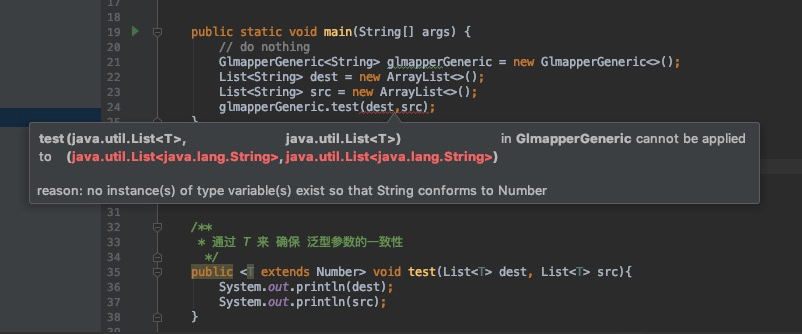 17
18
19 public static void main(String[] args) {
20 // do nothing
21 GlmapperGeneric<String> glmapperGeneric = new GlmapperGeneric<>();
22 List<String> dest = new ArrayList<>();
23 List<String> src = new ArrayList<>();
24 glmapperGeneric.test(dest,src);
}
test(java.util.List<T>, java.util.List<T>) in GlmapperGeneric cannot be applied
to (java.util.List<java.lang.String>,java.util.List<java.lang.String>)
reason: no instance(s) of type variable(s) exist so that String conforms to Number
31
32 /**
33 * 通过 T 来 确保 泛型参数的一致性
34 */
35 public <T extends Number> void test(List<T> dest, List<T> src){
36 System.out.println(dest);
37 System.out.println(src);
38 }
39